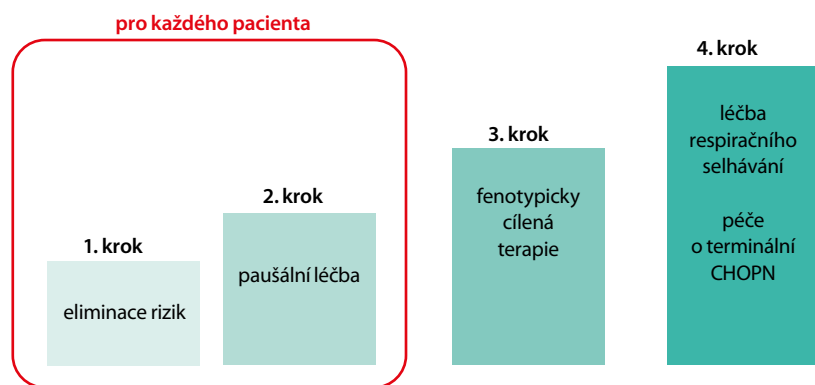 pro každého pacienta
1. krok
eliminace rizik
2. krok
paušální léčba
3. krok
fenotypicky
cílená
terapie
4. krok
léčba
respiračního
selhávání
péče
o terminální
CHOPN